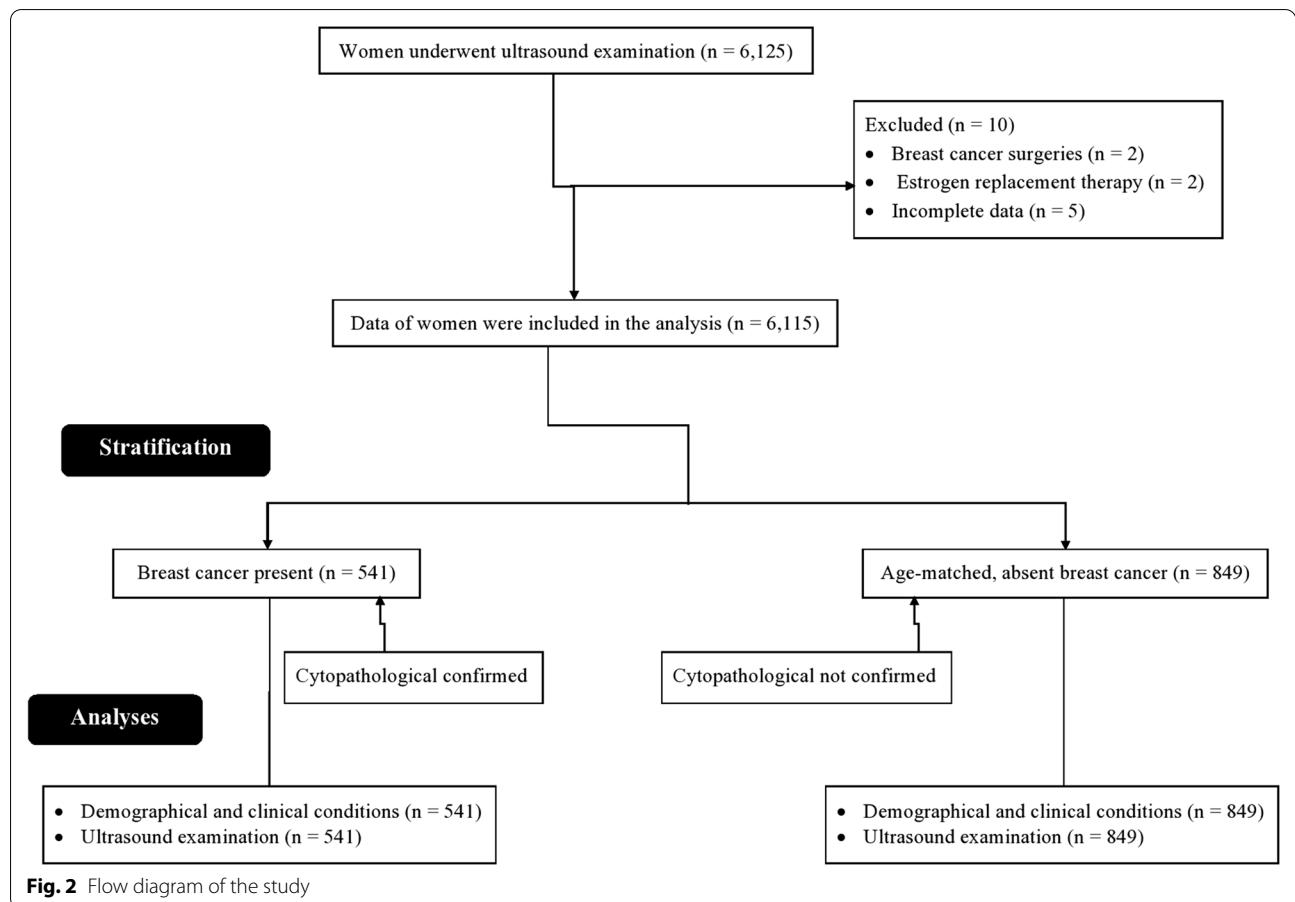 Women underwent ultrasound examination (n = 6,125)
Excluded (n = 10)
• Breast cancer surgeries (n = 2)
• Estrogen replacement therapy (n = 2)
• Incomplete data (n = 5)
Data of women were included in the analysis (n = 6,115)
Stratification
Breast cancer present (n = 541)
Age-matched, absent breast cancer (n = 849)
Cytopathological confirmed
Cytopathological not confirmed
Analyses
• Demographical and clinical conditions (n = 541)
• Ultrasound examination (n = 541)
• Demographical and clinical conditions (n = 849)
• Ultrasound examination (n = 849)
Fig. 2 Flow diagram of the study